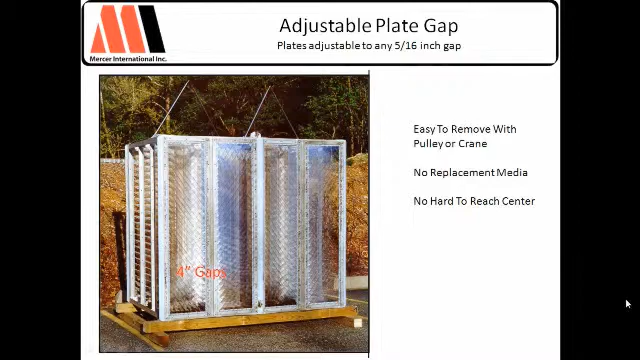 Adjustable Plate Gap
Plates adjustable to any 5/16 inch gap
Mercer International Inc.
Easy To Remove With
Pulley or Crane
No Replacement Media
No Hard To Reach Center
4” Gaps